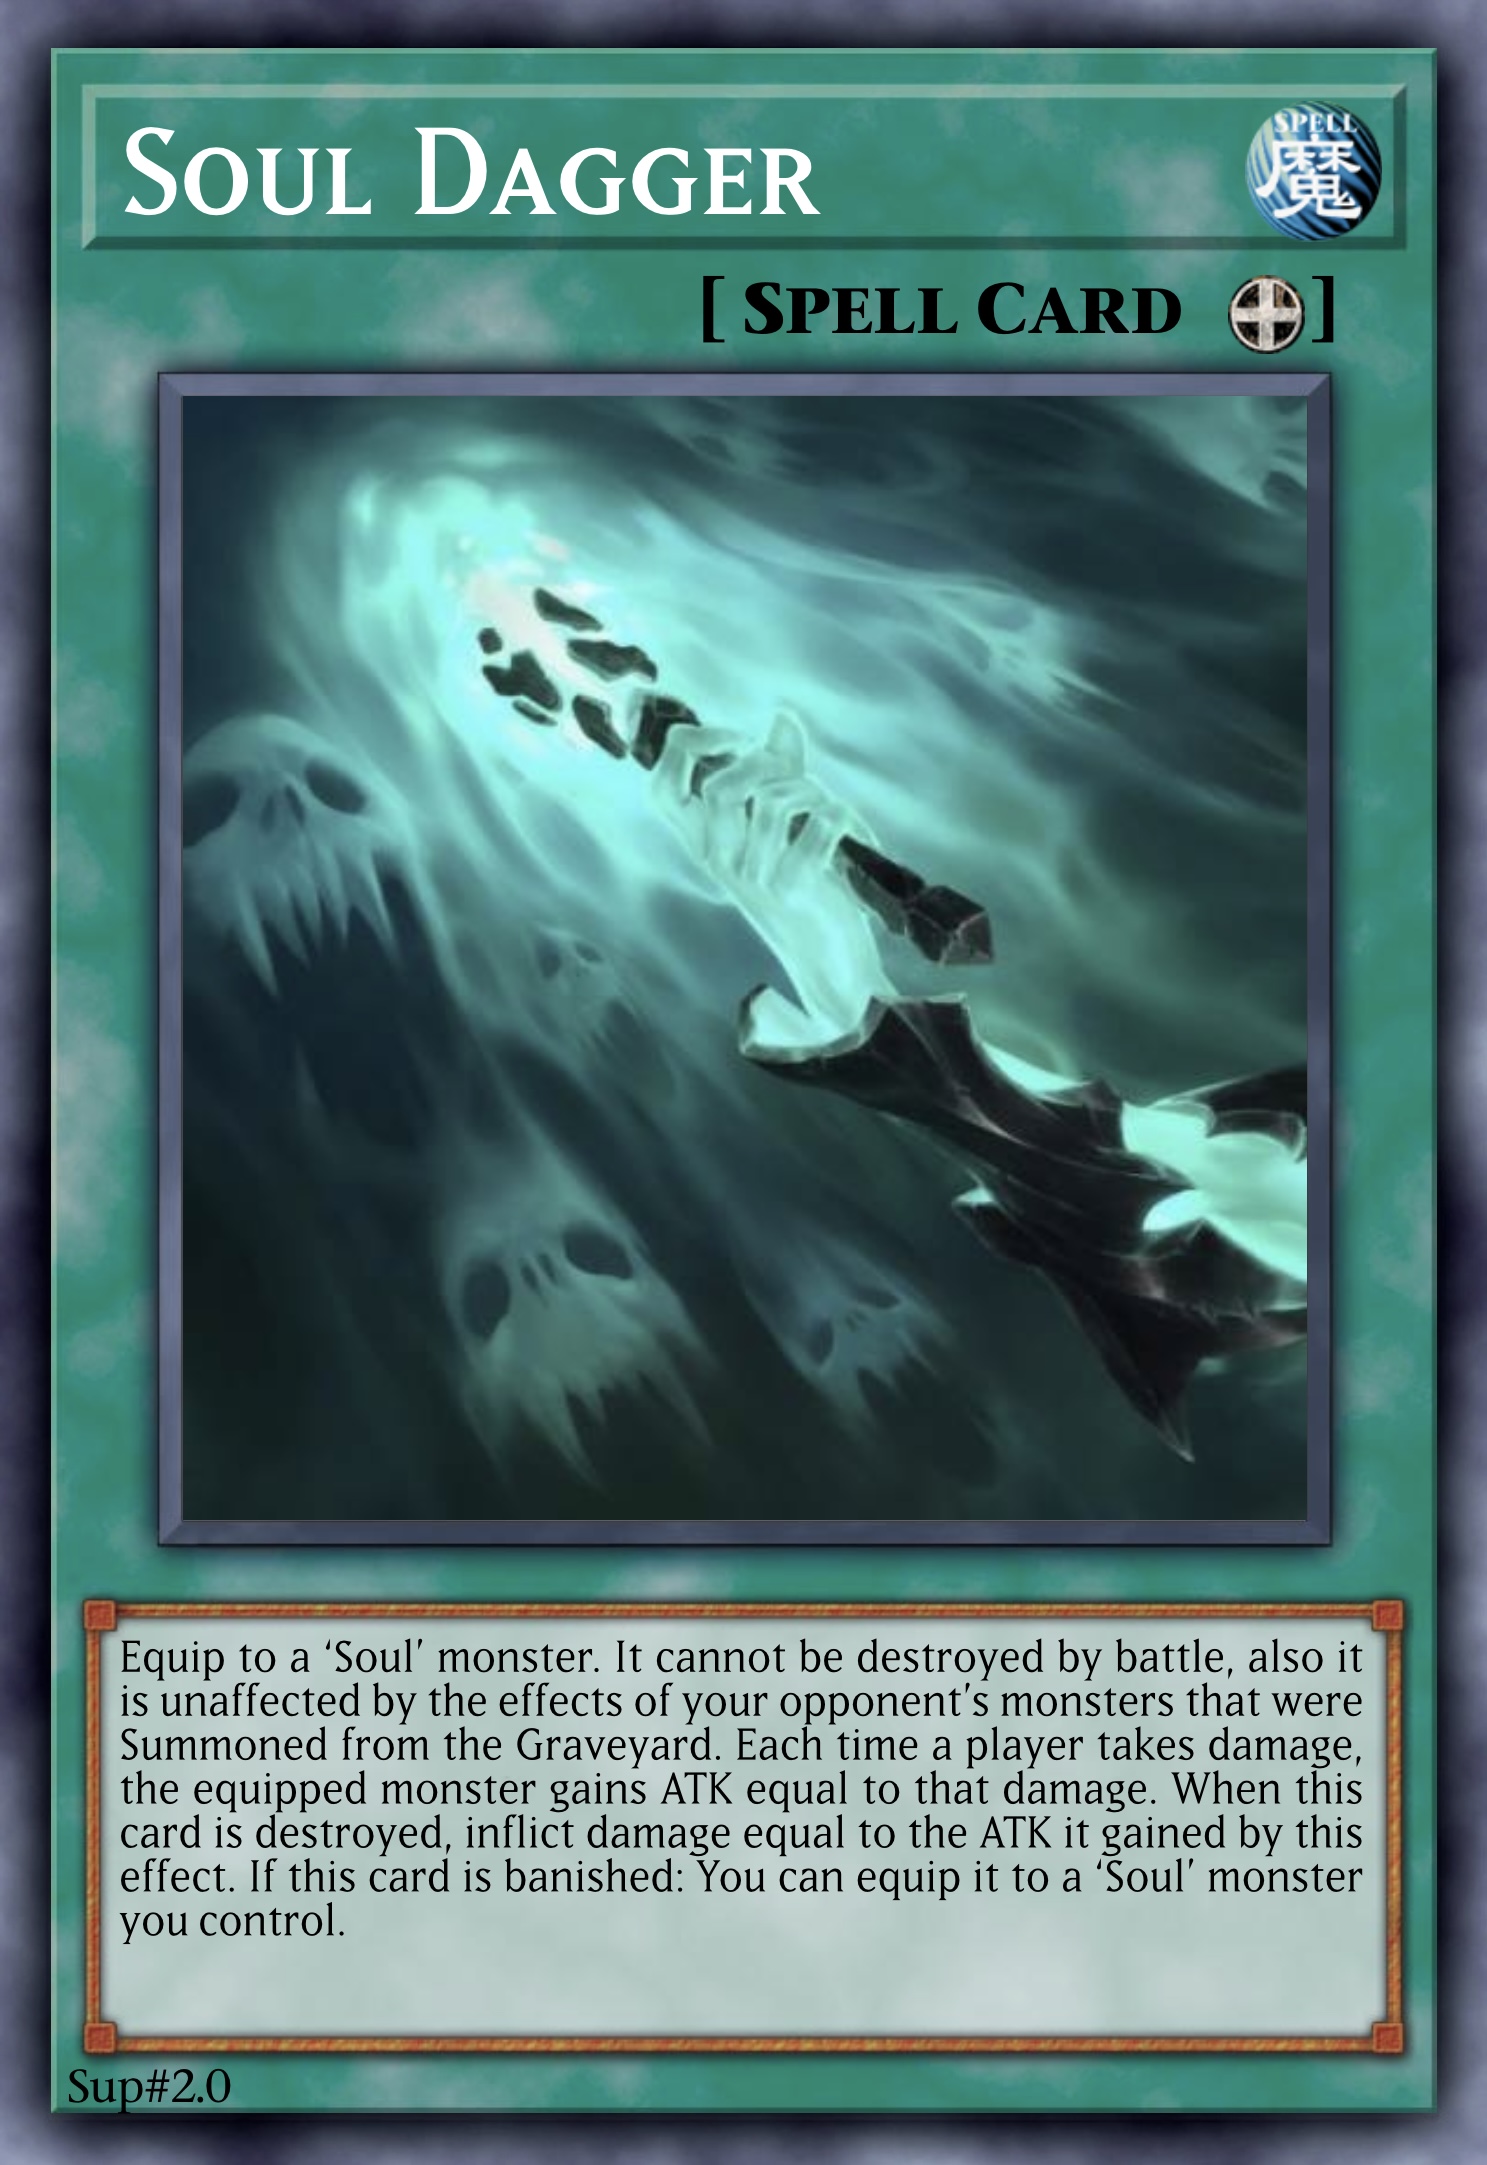 SOUL DAGGER
SPELL
魔
[ SPELL CARD ]
Equip to a ‘Soul’ monster. It cannot be destroyed by battle, also it
is unaffected by the effects of your opponent's monsters that were
Summoned from the Graveyard. Each time a player takes damage,
the equipped monster gains ATK equal to that damage. When this
card is destroyed, inflict damage equal to the ATK it gained by this
effect. If this card is banished: You can equip it to a ‘Soul’ monster
you control.
Sup#2.0